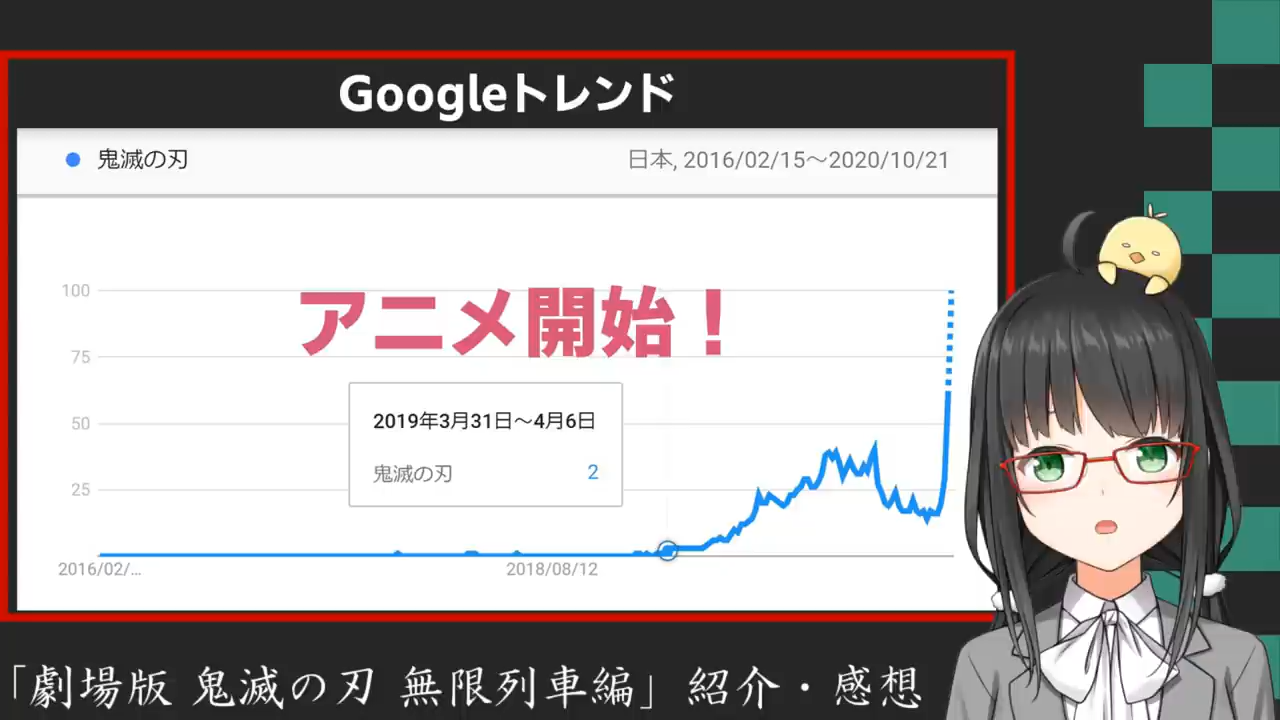 Googleトレンド
鬼滅の刃
日本, 2016/02/15～2020/10/21
100
アニメ開始！
75
2019年3月31日～4月6日
50
鬼滅の刃 2
25
2016/02/...
2018/08/12
「劇場版 鬼滅の刃 無限列車編」紹介・感想